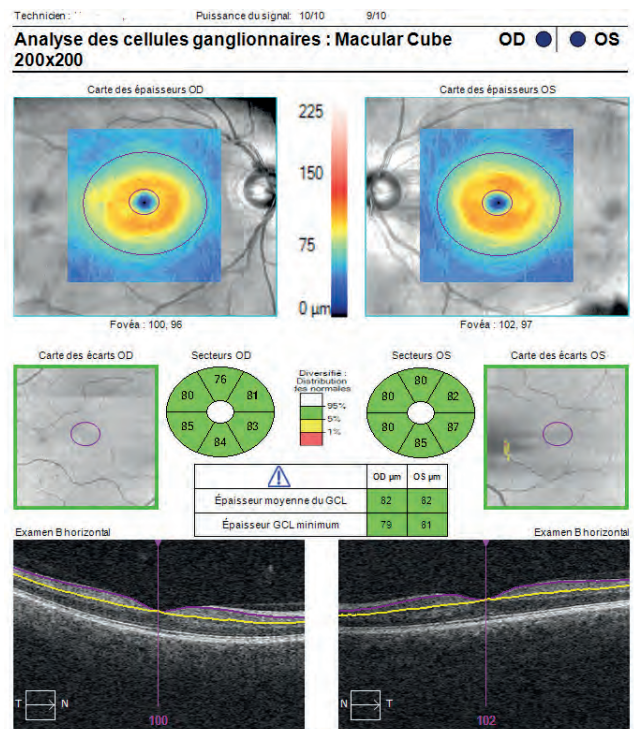 Technicien :
Puissance du signal: 10/10 9/10
Analyse des cellules ganglionnaires : Macular Cube
200x200
OD OS
Carte des épaisseurs OD
Carte des épaisseurs OS
225
150
75
0 µm
Fovéa : 100, 96
Fovéa : 102, 97
Carte des écarts OD
Secteurs OD
Diversifié :
Distribution
des normales
95%
5%
1%
Secteurs OS
Carte des écarts OS
76
80 81
85 83
84
80
80 82
80 87
85
OD µm OS µm
Épaisseur moyenne du GCL 82 82
Épaisseur GCL minimum 79 81
Examen B horizontal
Examen B horizontal
T N
100
N T
102